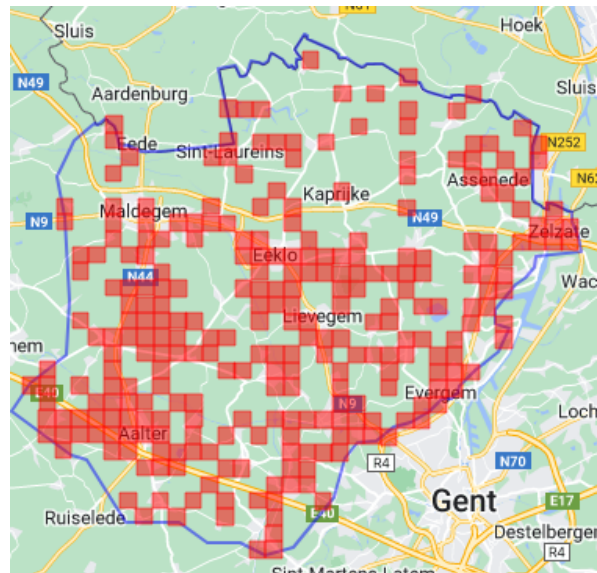 N61
Sluis
Hoek
N49
Aardenburg
Sluis
Eede
N252
Sint-Laureins
Assenede
Kaprijke
Maldegem
N9
N49
Zelzate
Eeklo
N44
Lievegem
E40
Evergem
N9
Aalter
R4
N70
Gent
E17
Ruiselede
E40
Destelbergen
R4